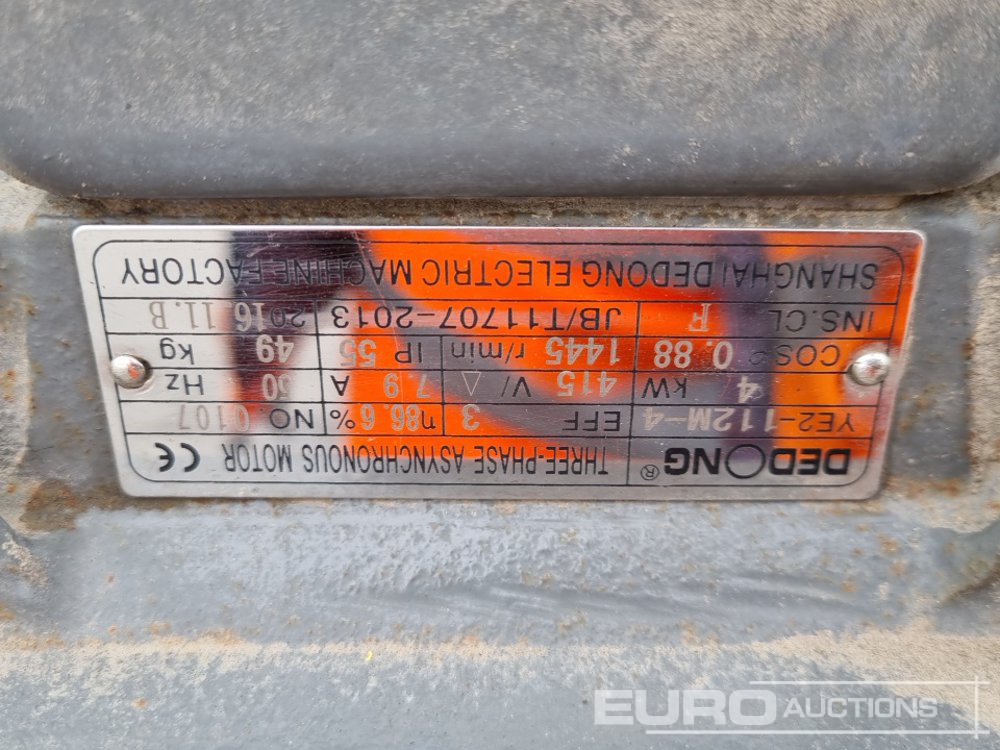 DEDONG® THREE-PHASE ASYNCHRONOUS MOTOR CE
YE2-112M-4 EFF 3 η86.6% NO. 0107
4 kW 415 V/△ 7.9 A 50 Hz
COSφ 0.88 1445 r/min IP 55 49 kg
INS.CL F JB/T11707-2013 2016 11.B
SHANGHAI DEDONG ELECTRIC MACHINE FACTORY
EURO AUCTIONS